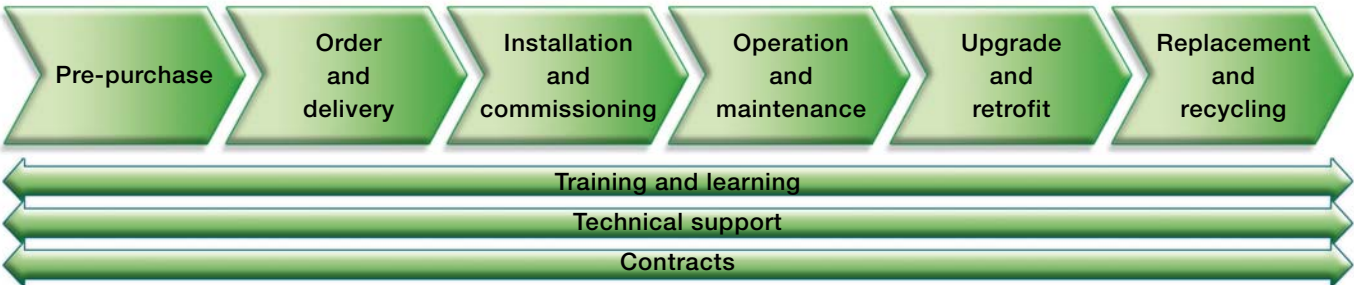 Pre-purchase
Order
and
delivery
Installation
and
commissioning
Operation
and
maintenance
Upgrade
and
retrofit
Replacement
and
recycling
Training and learning
Technical support
Contracts